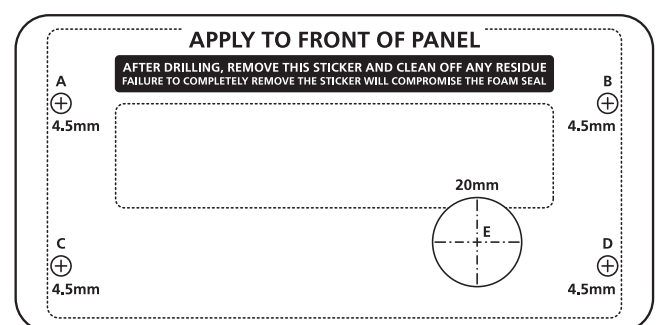 APPLY TO FRONT OF PANEL
AFTER DRILLING, REMOVE THIS STICKER AND CLEAN OFF ANY RESIDUE
FAILURE TO COMPLETELY REMOVE THE STICKER WILL COMPROMISE THE FOAM SEAL
A
4.5mm
B
4.5mm
20mm
E
C
4.5mm
D
4.5mm